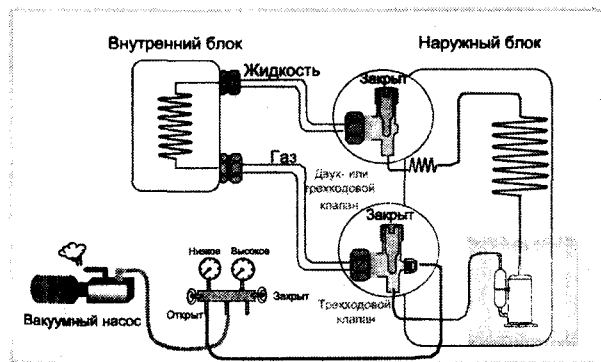 Внутренний блок
Наружный блок
Жидкость
Закрыт
Газ
Двух- или
трехходовой
клапан
Закрыт
Низкое
Высокое
Вакуумный насос
Открыт
Закрыт
Трехходовой
клапан